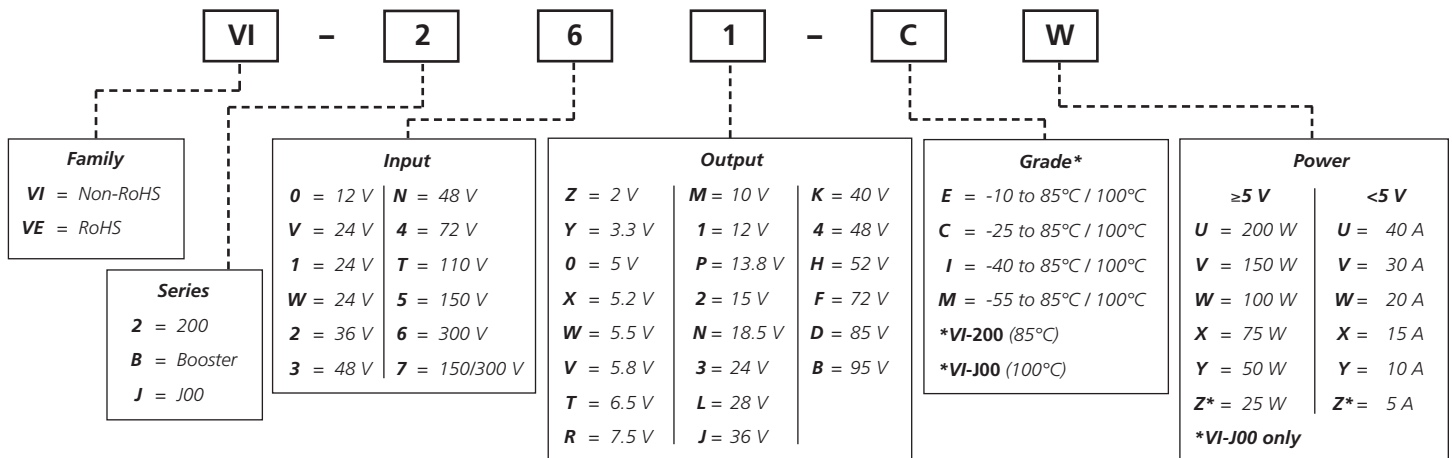 VI – 2 6 1 – C W
Family
VI = Non-RoHS
VE = RoHS
Series
2 = 200
B = Booster
J = J00
Input
0 = 12 V N = 48 V
V = 24 V 4 = 72 V
1 = 24 V T = 110 V
W = 24 V 5 = 150 V
2 = 36 V 6 = 300 V
3 = 48 V 7 = 150/300 V
Output
Z = 2 V M = 10 V K = 40 V
Y = 3.3 V 1 = 12 V 4 = 48 V
0 = 5 V P = 13.8 V H = 52 V
X = 5.2 V 2 = 15 V F = 72 V
W = 5.5 V N = 18.5 V D = 85 V
V = 5.8 V 3 = 24 V B = 95 V
T = 6.5 V L = 28 V
R = 7.5 V J = 36 V
Grade*
E = -10 to 85°C / 100°C
C = -25 to 85°C / 100°C
I = -40 to 85°C / 100°C
M = -55 to 85°C / 100°C
*VI-200 (85°C)
*VI-J00 (100°C)
Power
≥5 V <5 V
U = 200 W U = 40 A
V = 150 W V = 30 A
W = 100 W W = 20 A
X = 75 W X = 15 A
Y = 50 W Y = 10 A
Z* = 25 W Z* = 5 A
*VI-J00 only